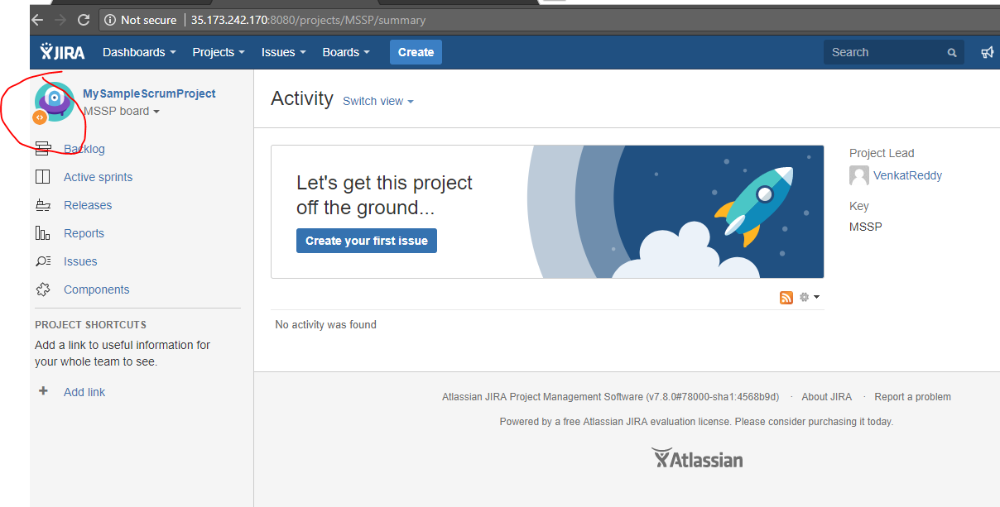 Not secure | 35.173.242.170:8080/projects/MSSP/summary
JIRA Dashboards Projects Issues Boards Create Search
MySampleScrumProject
MSSP board
Backlog
Active sprints
Releases
Reports
Issues
Components
PROJECT SHORTCUTS
Add a link to useful information for
your whole team to see.
+ Add link
Activity Switch view
Let's get this project
off the ground...
Create your first issue
No activity was found
Project Lead
VenkatReddy
Key
MSSP
Atlassian JIRA Project Management Software (v7.8.0#78000-sha1:4568b9d) · About JIRA · Report a problem
Powered by a free Atlassian JIRA evaluation license. Please consider purchasing it today.
Atlassian